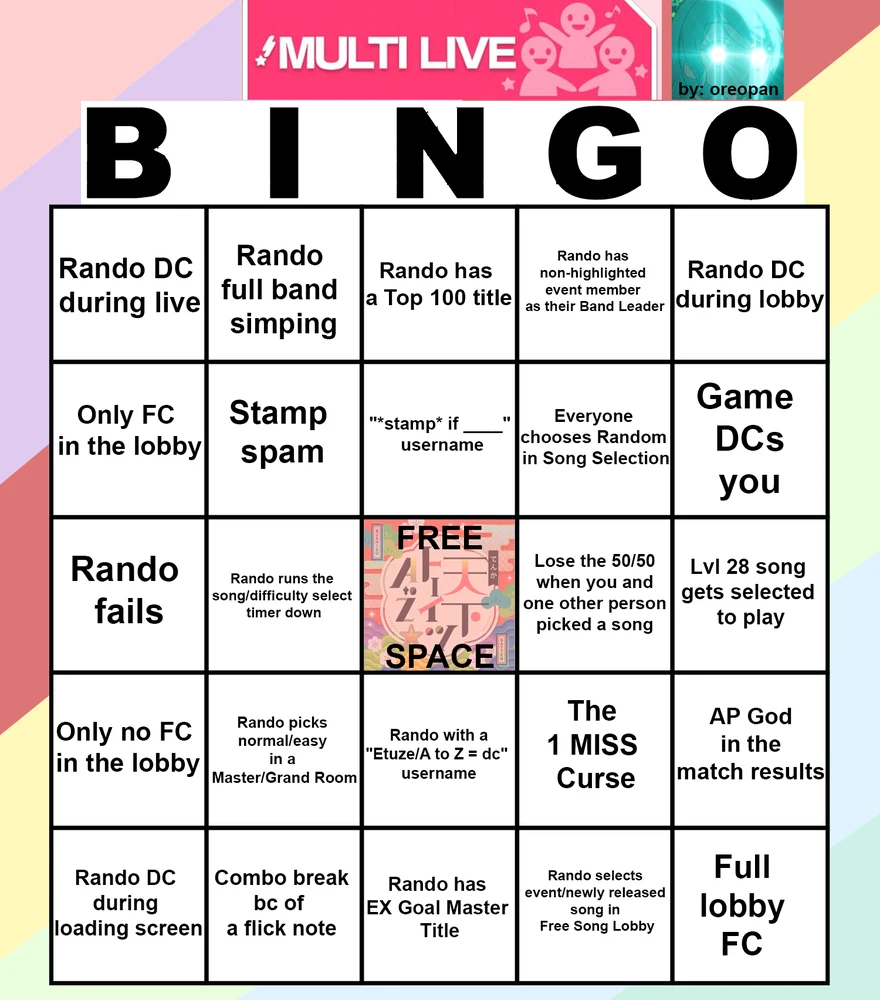 MULTI LIVE
by: oreopan
B I N G O
Rando DC
during live
Rando
full band
simping
Rando has
a Top 100 title
Rando has
non-highlighted
event member
as their Band Leader
Rando DC
during lobby
Only FC
in the lobby
Stamp
spam
"*stamp* if ____"
username
Everyone
chooses Random
in Song Selection
Game
DCs
you
Rando
fails
Rando runs the
song/difficulty select
timer down
FREE
てんか
SPACE
Lose the 50/50
when you and
one other person
picked a song
Lvl 28 song
gets selected
to play
Only no FC
in the lobby
Rando picks
normal/easy
in a
Master/Grand Room
Rando with a
"Etuze/A to Z = dc"
username
The
1 MISS
Curse
AP God
in the
match results
Rando DC
during
loading screen
Combo break
bc of
a flick note
Rando has
EX Goal Master
Title
Rando selects
event/newly released
song in
Free Song Lobby
Full
lobby
FC